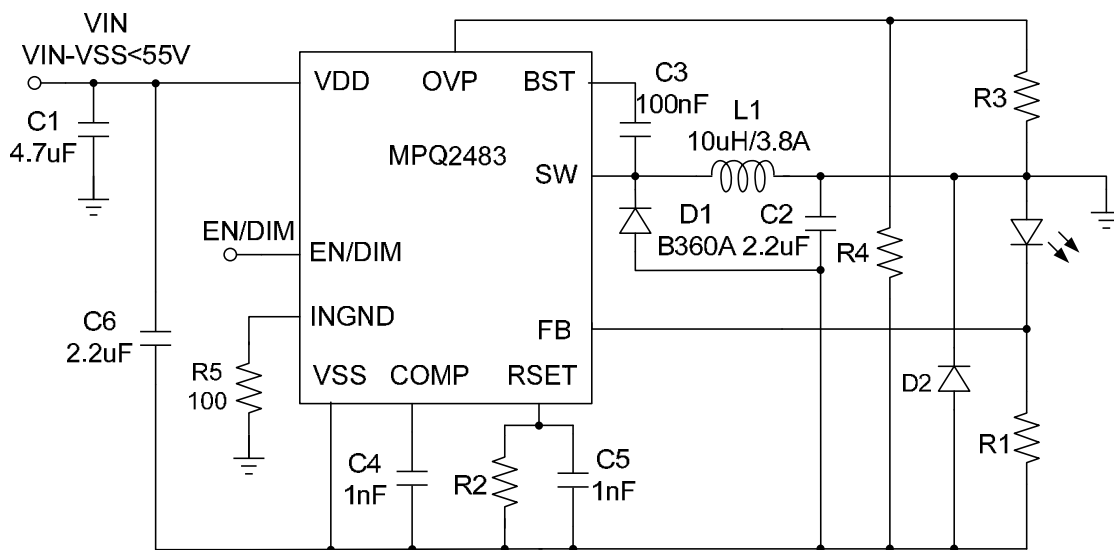 VIN
VIN-VSS<55V
C1
4.7uF
C6
2.2uF
EN/DIM
R5
100
VDD
OVP
BST
MPQ2483
SW
EN/DIM
INGND
FB
VSS
COMP
RSET
C3
100nF
L1
10uH/3.8A
D1
B360A
C2
2.2uF
R4
R3
D2
R1
C4
1nF
R2
C5
1nF